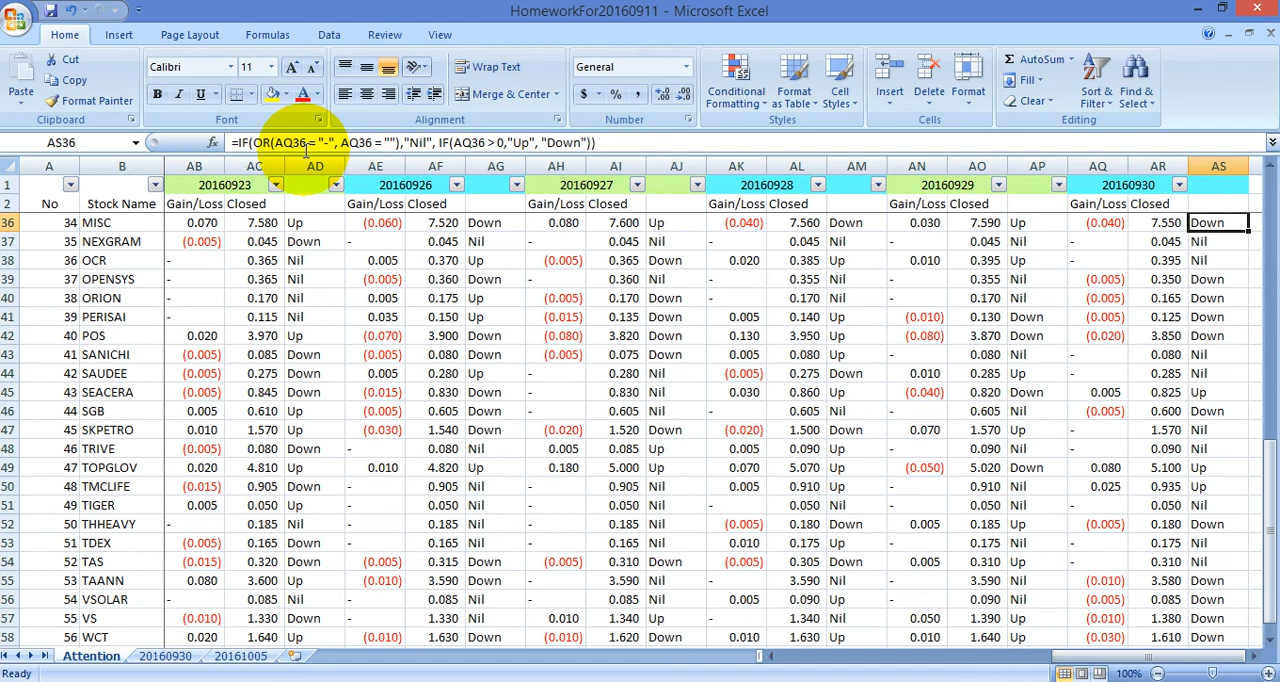 HomeworkFor20160911 - Microsoft Excel
Home Insert Page Layout Formulas Data Review View
Paste Cut Copy Format Painter Clipboard
Calibri 11 A A B I U A Font
Wrap Text Merge & Center Alignment
General $ % , Number
Conditional Formatting Format as Table Cell Styles Styles
Insert Delete Format Cells
Σ AutoSum Fill Clear Sort & Filter Find & Select Editing
AS36 fx =IF(OR(AQ36 = "-", AQ36 = ""),"Nil", IF(AQ36 > 0,"Up", "Down"))
A B AB AC AD AE AF AG AH AI AJ AK AL AM AN AO AP AQ AR AS
1 20160923 20160926 20160927 20160928 20160929 20160930
2 No Stock Name Gain/Loss Closed Gain/Loss Closed Gain/Loss Closed Gain/Loss Closed Gain/Loss Closed Gain/Loss Closed
36 34 MISC 0.070 7.580 Up (0.060) 7.520 Down 0.080 7.600 Up (0.040) 7.560 Down 0.030 7.590 Up (0.040) 7.550 Down
37 35 NEXGRAM (0.005) 0.045 Down - 0.045 Nil - 0.045 Nil - 0.045 Nil - 0.045 Nil - 0.045 Nil
38 36 OCR - 0.365 Nil 0.005 0.370 Up (0.005) 0.365 Down 0.020 0.385 Up 0.010 0.395 Up - 0.395 Nil
39 37 OPENSYS - 0.365 Nil (0.005) 0.360 Down - 0.360 Nil (0.005) 0.355 Down - 0.355 Nil (0.005) 0.350 Down
40 38 ORION - 0.170 Nil 0.005 0.175 Up (0.005) 0.170 Down - 0.170 Nil - 0.170 Nil (0.005) 0.165 Down
41 39 PERISAI - 0.115 Nil 0.035 0.150 Up (0.015) 0.135 Down 0.005 0.140 Up (0.010) 0.130 Down (0.005) 0.125 Down
42 40 POS 0.020 3.970 Up (0.070) 3.900 Down (0.080) 3.820 Down 0.130 3.950 Up (0.080) 3.870 Down (0.020) 3.850 Down
43 41 SANICHI (0.005) 0.085 Down (0.005) 0.080 Down (0.005) 0.075 Down 0.005 0.080 Up - 0.080 Nil - 0.080 Nil
44 42 SAUDEE (0.005) 0.275 Down 0.005 0.280 Up - 0.280 Nil (0.005) 0.275 Down 0.010 0.285 Up - 0.285 Nil
45 43 SEACERA (0.005) 0.845 Down (0.015) 0.830 Down - 0.830 Nil 0.030 0.860 Up (0.040) 0.820 Down 0.005 0.825 Up
46 44 SGB 0.005 0.610 Up (0.005) 0.605 Down - 0.605 Nil - 0.605 Nil - 0.605 Nil (0.005) 0.600 Down
47 45 SKPETRO 0.010 1.570 Up (0.030) 1.540 Down (0.020) 1.520 Down (0.020) 1.500 Down 0.070 1.570 Up - 1.570 Nil
48 46 TRIVE (0.005) 0.080 Down - 0.080 Nil 0.005 0.085 Up 0.005 0.090 Up - 0.090 Nil - 0.090 Nil
49 47 TOPGLOV 0.020 4.810 Up 0.010 4.820 Up 0.180 5.000 Up 0.070 5.070 Up (0.050) 5.020 Down 0.080 5.100 Up
50 48 TMCLIFE (0.015) 0.905 Down - 0.905 Nil - 0.905 Nil 0.005 0.910 Up - 0.910 Nil 0.025 0.935 Up
51 49 TIGER 0.005 0.050 Up - 0.050 Nil - 0.050 Nil - 0.050 Nil - 0.050 Nil - 0.050 Nil
52 50 THHEAVY - 0.185 Nil - 0.185 Nil - 0.185 Nil (0.005) 0.180 Down 0.005 0.185 Up (0.005) 0.180 Down
53 51 TDEX (0.005) 0.165 Down - 0.165 Nil - 0.165 Nil 0.010 0.175 Up - 0.175 Nil - 0.175 Nil
54 52 TAS (0.015) 0.320 Down (0.005) 0.315 Down (0.005) 0.310 Down (0.005) 0.305 Down 0.005 0.310 Up - 0.310 Nil
55 53 TAANN 0.080 3.600 Up (0.010) 3.590 Down - 3.590 Nil - 3.590 Nil - 3.590 Nil (0.010) 3.580 Down
56 54 VSOLAR - 0.085 Nil - 0.085 Nil - 0.085 Nil 0.005 0.090 Up - 0.090 Nil (0.005) 0.085 Down
57 55 VS (0.010) 1.330 Down - 1.330 Nil 0.010 1.340 Up - 1.340 Nil 0.050 1.390 Up (0.010) 1.380 Down
58 56 WCT 0.020 1.640 Up (0.010) 1.630 Down (0.010) 1.620 Down 0.010 1.630 Up 0.010 1.640 Up (0.030) 1.610 Down
Attention 20160930 20161005
Ready 100%